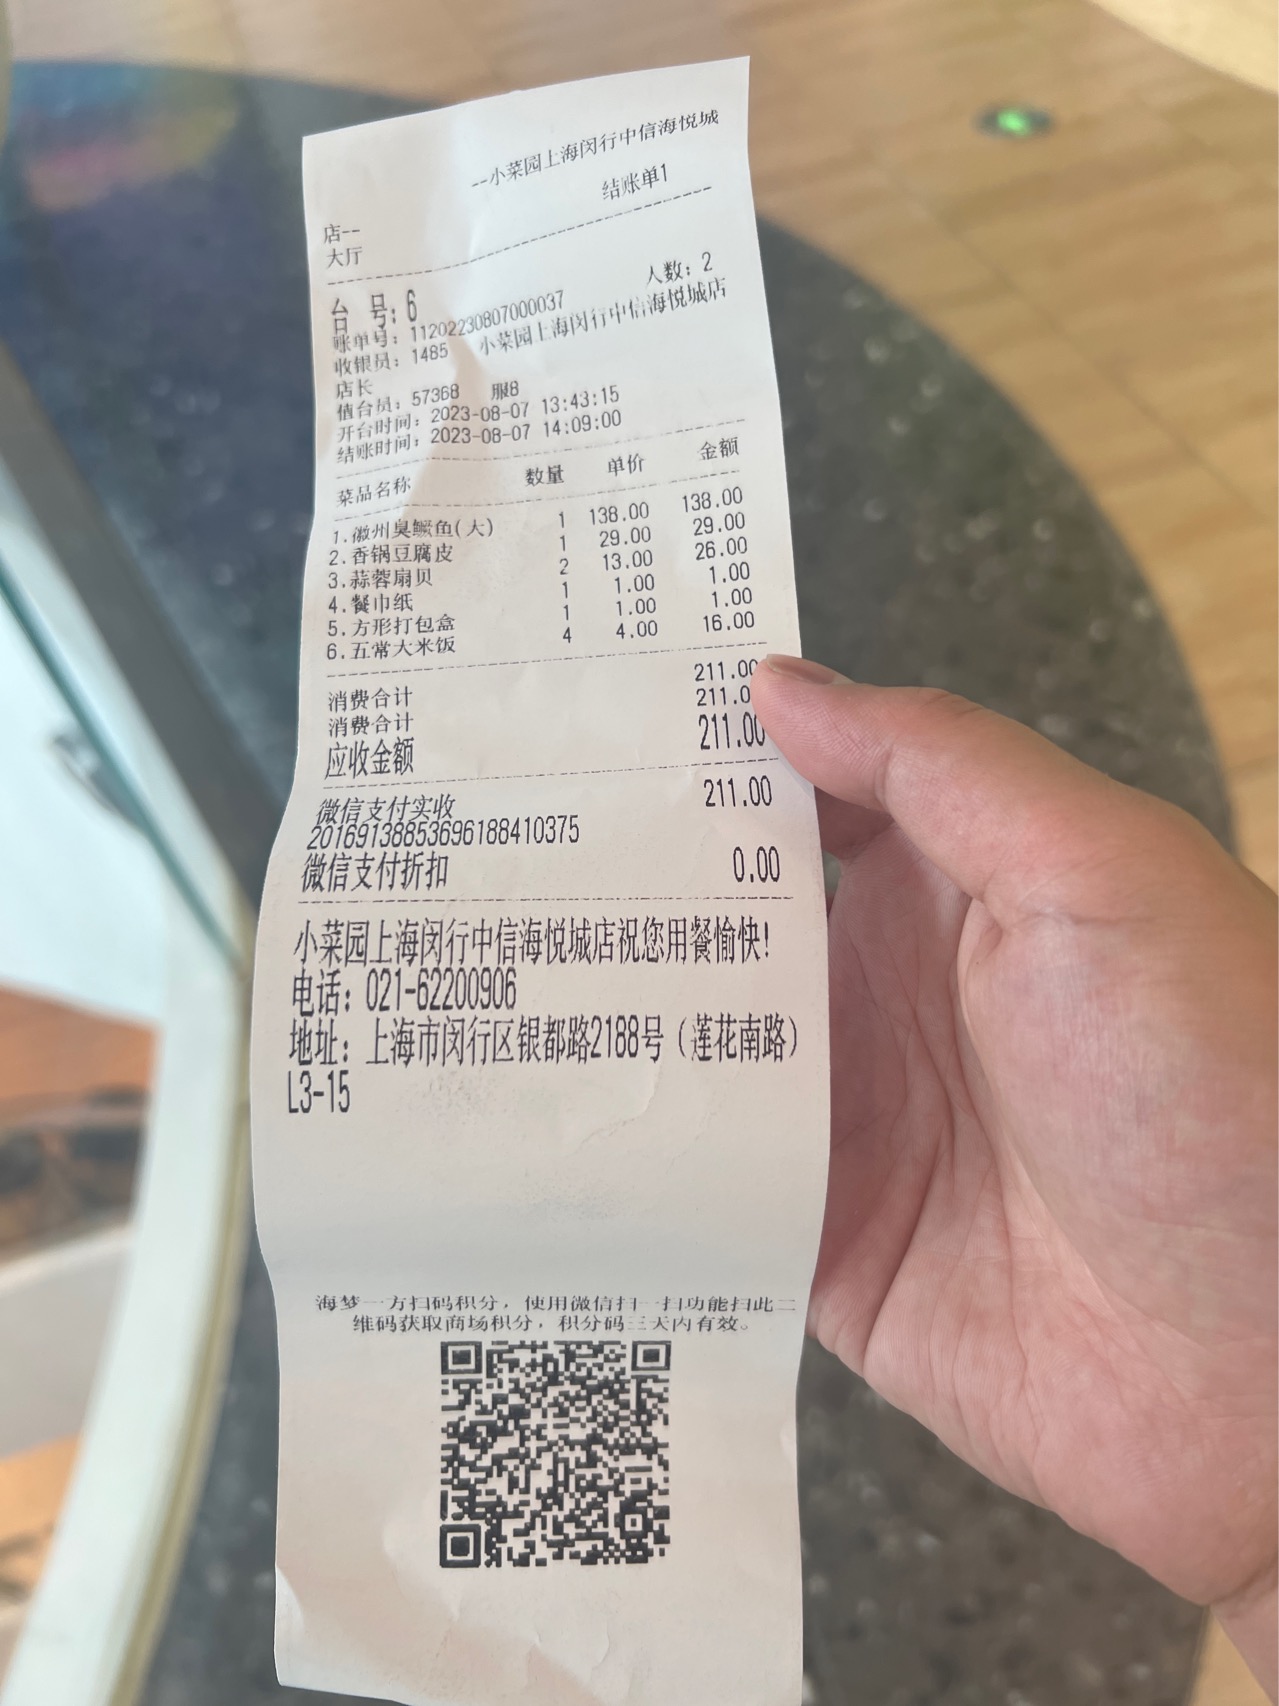 --小菜园上海闵行中信海悦城
店--
结账单1
大厅
台 号:6
人数: 2
账单号: 11202230807000037
收银员: 1485 小菜园上海闵行中信海悦城店
店长
值台员: 57368 服8
开台时间: 2023-08-07 13:43:15
结账时间: 2023-08-07 14:09:00
菜品名称 数量 单价 金额
1.徽州臭鳜鱼(大) 1 138.00 138.00
2.香锅豆腐皮 1 29.00 29.00
3.蒜蓉扇贝 2 13.00 26.00
4.餐巾纸 1 1.00 1.00
5.方形打包盒 1 1.00 1.00
6.五常大米饭 4 4.00 16.00
消费合计 211.00
消费合计 211.0
应收金额 211.00
微信支付实收 211.00
20169138853696188410375
微信支付折扣 0.00
小菜园上海闵行中信海悦城店祝您用餐愉快!
电话: 021-62200906
地址: 上海市闵行区银都路2188号（莲花南路）
L3-15
海梦一方扫码积分，使用微信扫一扫功能扫此二
维码获取商场积分，积分码三天内有效。